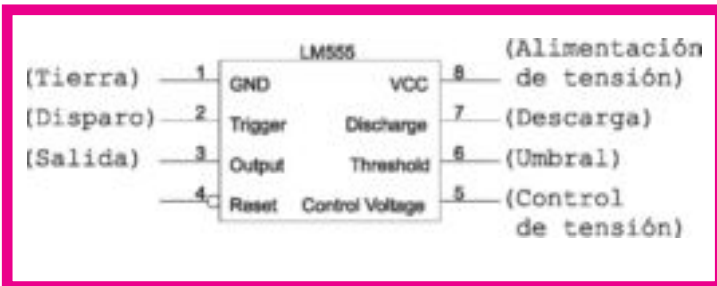 LM555
(Tierra) 1 GND VCC 8 (Alimentación de tensión)
(Disparo) 2 Trigger Discharge 7 (Descarga)
(Salida) 3 Output Threshold 6 (Umbral)
4 Reset Control Voltage 5 (Control de tensión)